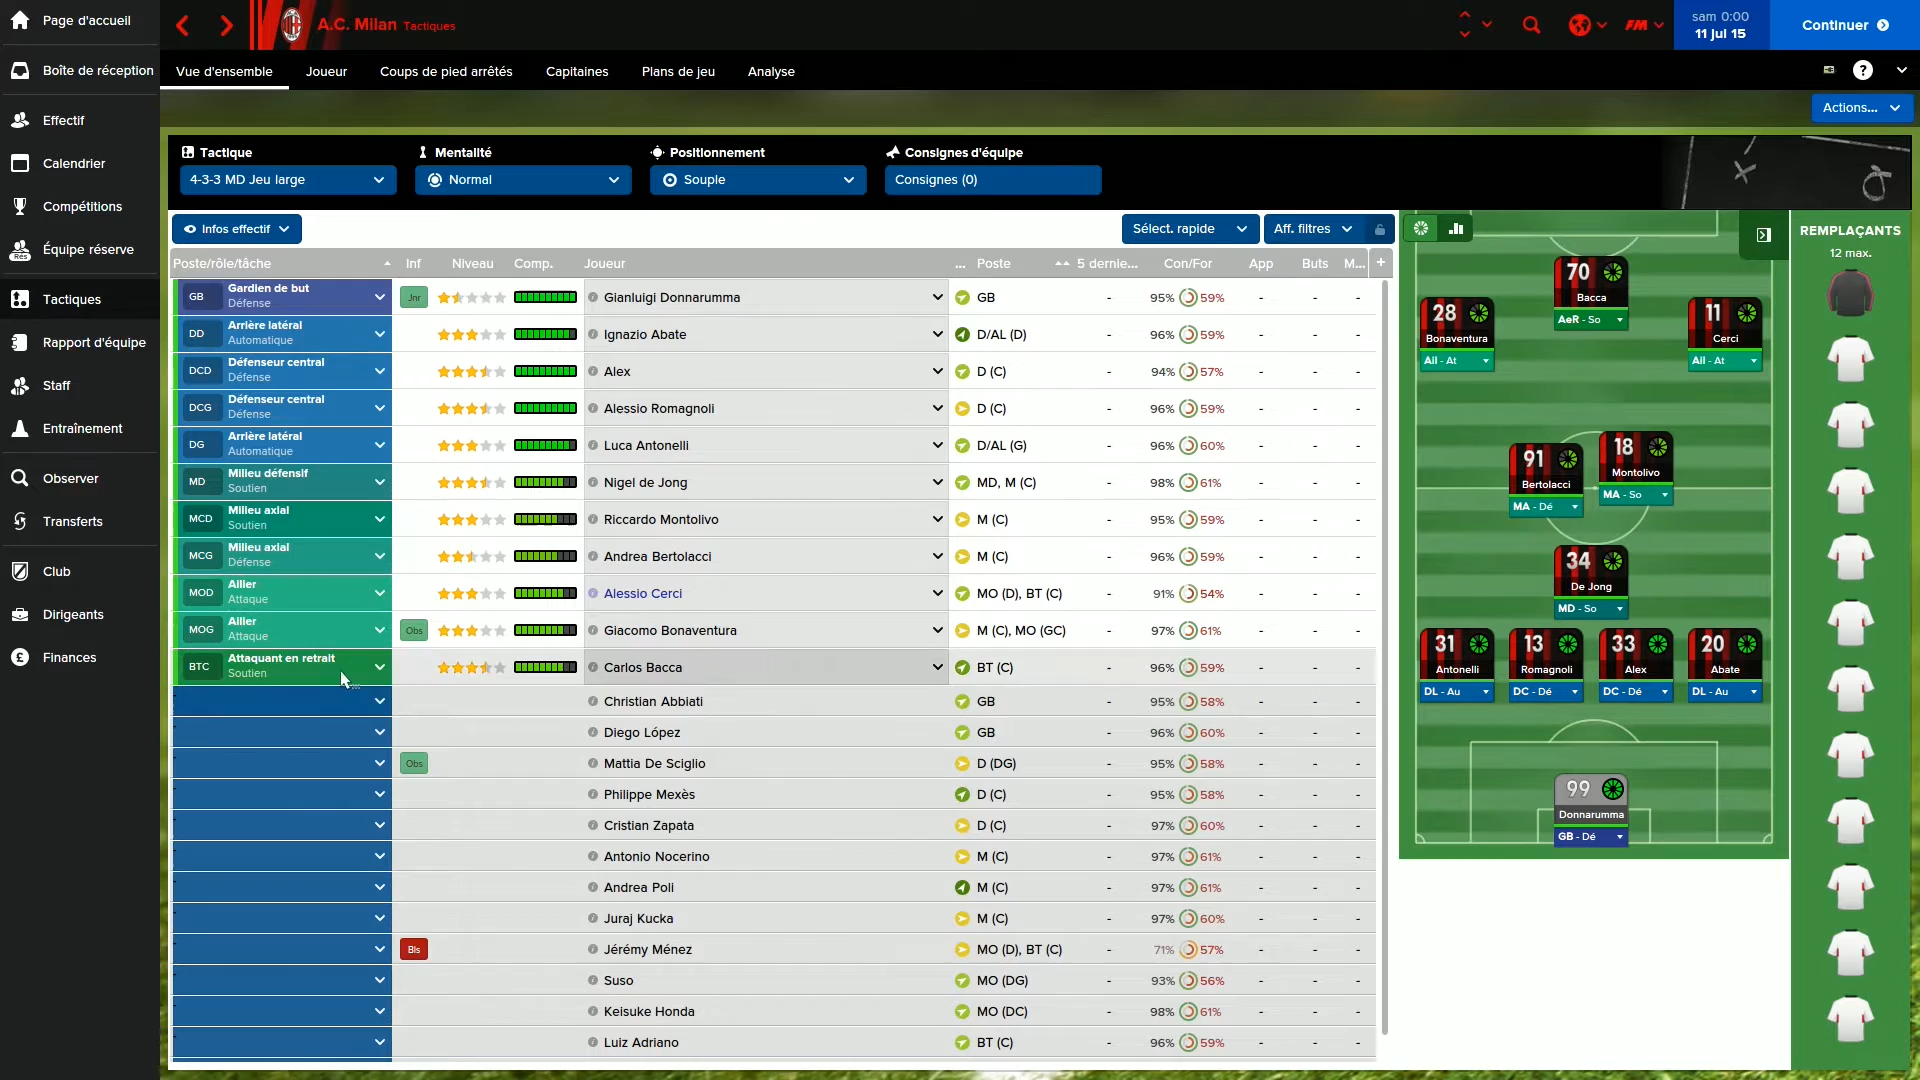 Page d'accueil
A.C. Milan Tactiques
FM
sam 0:00
11 jul 15
Continuer
Boîte de réception
Vue d'ensemble
Joueur
Coups de pied arrêtés
Capitaines
Plans de jeu
Analyse
?
Actions...
Effectif
Calendrier
Compétitions
Équipe réserve
Rés
Tactiques
Rapport d'équipe
Staff
Entraînement
Observer
Transferts
Club
Dirigeants
Finances
Tactique
Mentalité
Positionnement
Consignes d'équipe
4-3-3 MD Jeu large
Normal
Souple
Consignes (0)
Infos effectif
Sélect. rapide
Aff. filtres
Poste/rôle/tâche Inf Niveau Comp. Joueur ... Poste 5 dernie... Con/For App Buts M... +
GB Gardien de but Défense Jnr Gianluigi Donnarumma GB - 95% 59% - - -
DD Arrière latéral Automatique Ignazio Abate D/AL (D) - 96% 59% - - -
DCD Défenseur central Défense Alex D (C) - 94% 57% - - -
DCG Défenseur central Défense Alessio Romagnoli D (C) - 96% 59% - - -
DG Arrière latéral Automatique Luca Antonelli D/AL (G) - 96% 60% - - -
MD Milieu défensif Soutien Nigel de Jong MD, M (C) - 98% 61% - - -
MCD Milieu axial Soutien Riccardo Montolivo M (C) - 95% 59% - - -
MCG Milieu axial Défense Andrea Bertolacci M (C) - 96% 59% - - -
MOD Ailier Attaque Alessio Cerci MO (D), BT (C) - 91% 54% - - -
MOG Ailier Attaque Obs Giacomo Bonaventura M (C), MO (GC) - 97% 61% - - -
BTC Attaquant en retrait Soutien Carlos Bacca BT (C) - 96% 59% - - -
- Christian Abbiati GB - 95% 58% - - -
- Diego López GB - 96% 60% - - -
- Obs Mattia De Sciglio D (DG) - 95% 58% - - -
- Philippe Mexès D (C) - 95% 58% - - -
- Cristian Zapata D (C) - 97% 60% - - -
- Antonio Nocerino M (C) - 97% 61% - - -
- Andrea Poli M (C) - 97% 61% - - -
- Juraj Kucka M (C) - 97% 60% - - -
- Bls Jérémy Ménez MO (D), BT (C) - 71% 57% - - -
- Suso MO (DG) - 93% 56% - - -
- Keisuke Honda MO (DC) - 98% 61% - - -
- Luiz Adriano BT (C) - 96% 59% - - -
REMPLAÇANTS
12 max.
70
Bacca
AeR - So
28
Bonaventura
Ail - At
11
Cerci
Ail - At
91
Bertolacci
MA - Dé
18
Montolivo
MA - So
34
De Jong
MD - So
31
Antonelli
DL - Au
13
Romagnoli
DC - Dé
33
Alex
DC - Dé
20
Abate
DL - Au
99
Donnarumma
GB - Dé